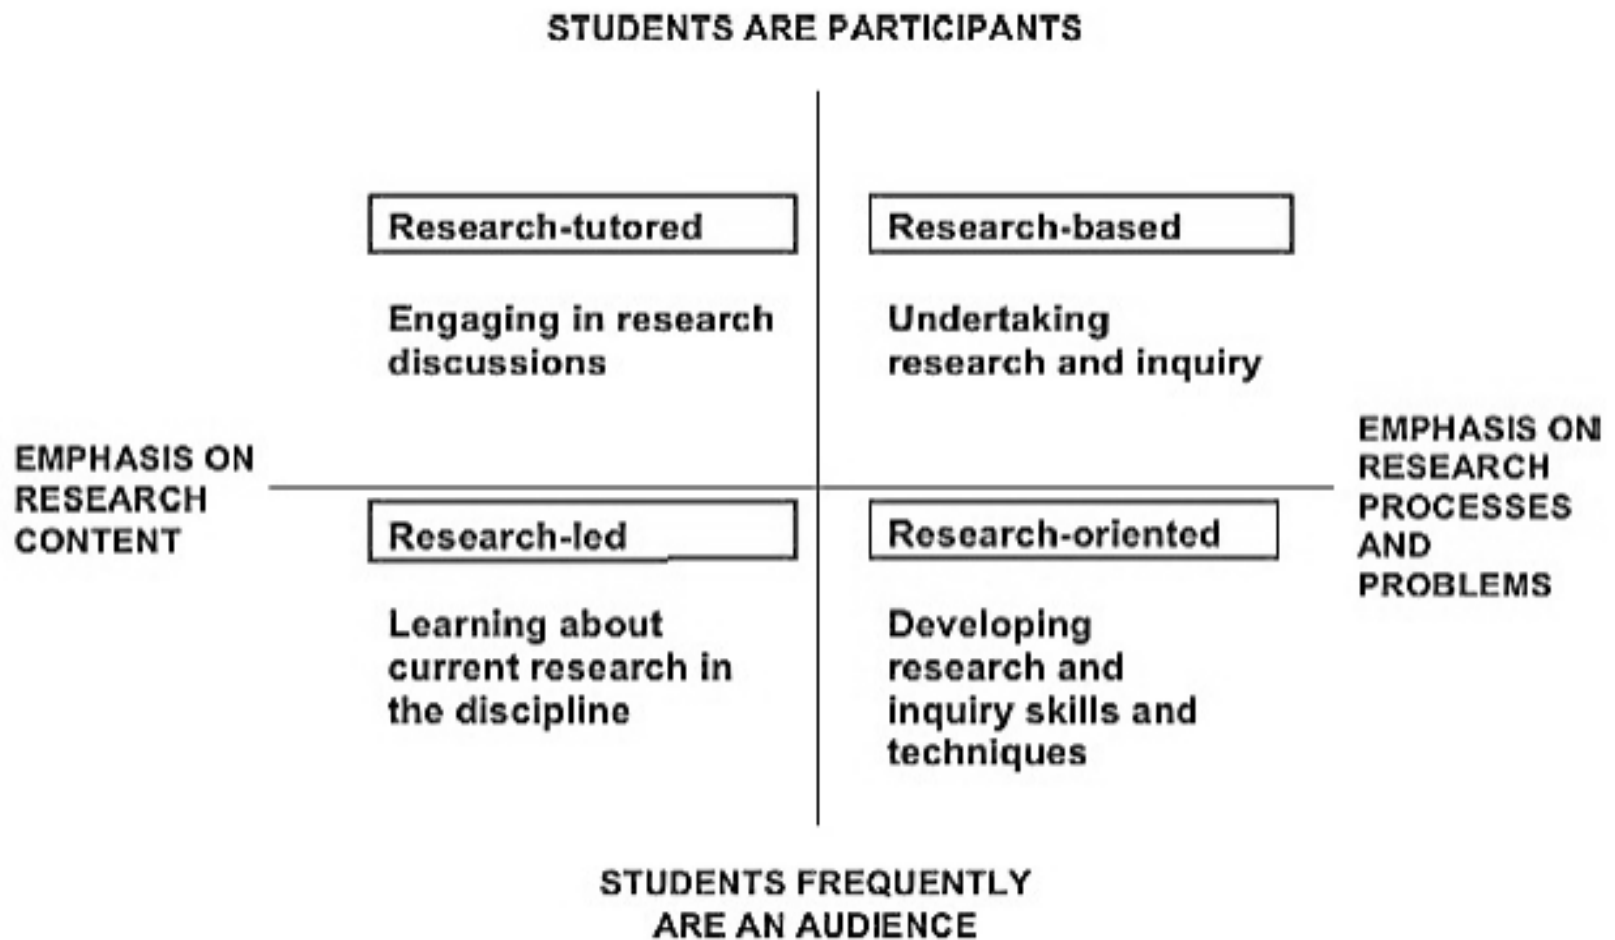 STUDENTS ARE PARTICIPANTS
Research-tutored
Engaging in research
discussions
Research-based
Undertaking
research and inquiry
EMPHASIS ON
RESEARCH
CONTENT
EMPHASIS ON
RESEARCH
PROCESSES
AND
PROBLEMS
Research-led
Learning about
current research in
the discipline
Research-oriented
Developing
research and
inquiry skills and
techniques
STUDENTS FREQUENTLY
ARE AN AUDIENCE